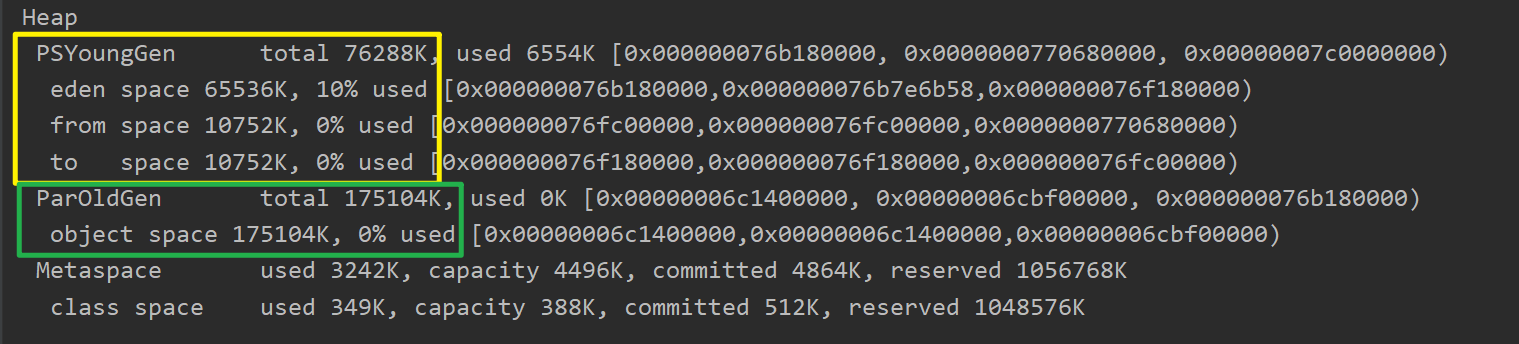 Heap
PSYoungGen      total 76288K, used 6554K [0x000000076b180000, 0x0000000770680000, 0x00000007c0000000)
eden space 65536K, 10% used [0x000000076b180000,0x000000076b7e6b58,0x000000076f180000)
from space 10752K, 0% used [0x000000076fc00000,0x000000076fc00000,0x0000000770680000)
to   space 10752K, 0% used [0x000000076f180000,0x000000076f180000,0x000000076fc00000)
ParOldGen       total 175104K, used 0K [0x00000006c1400000, 0x00000006cbf00000, 0x000000076b180000)
object space 175104K, 0% used [0x00000006c1400000,0x00000006c1400000,0x00000006cbf00000)
Metaspace       used 3242K, capacity 4496K, committed 4864K, reserved 1056768K
class space    used 349K, capacity 388K, committed 512K, reserved 1048576K